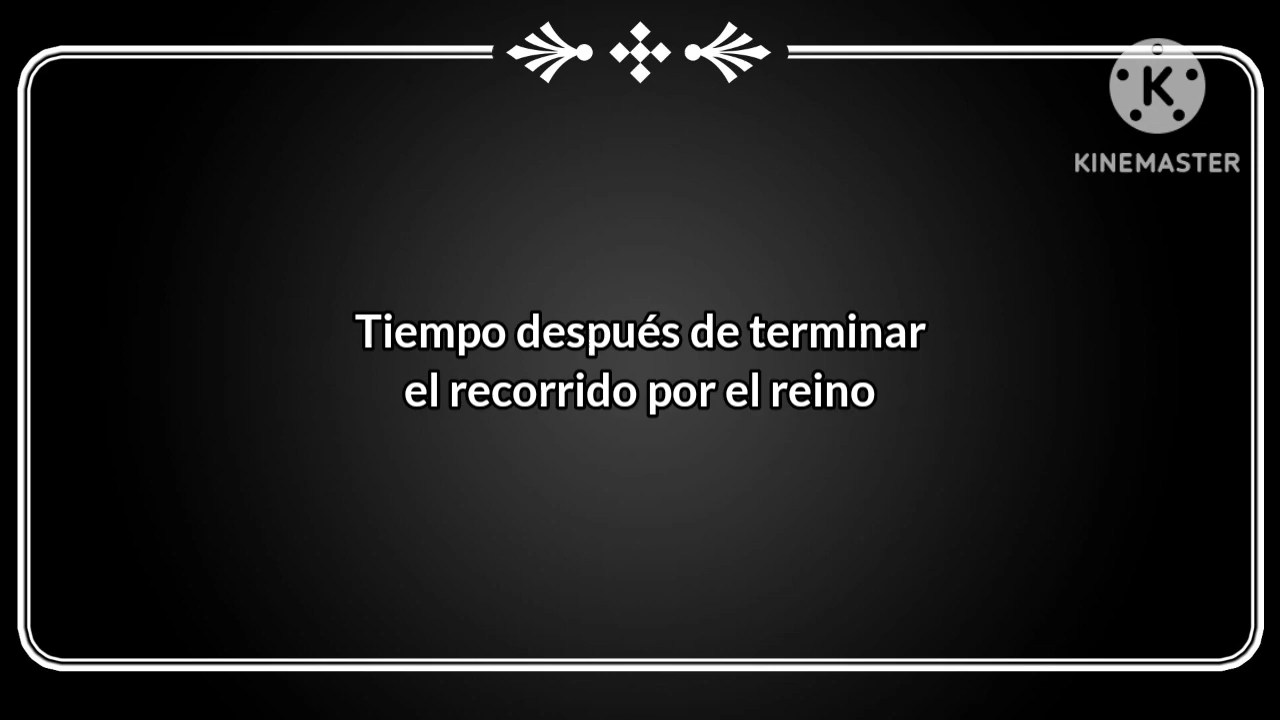 K
KINEMASTER
Tiempo después de terminar
el recorrido por el reino